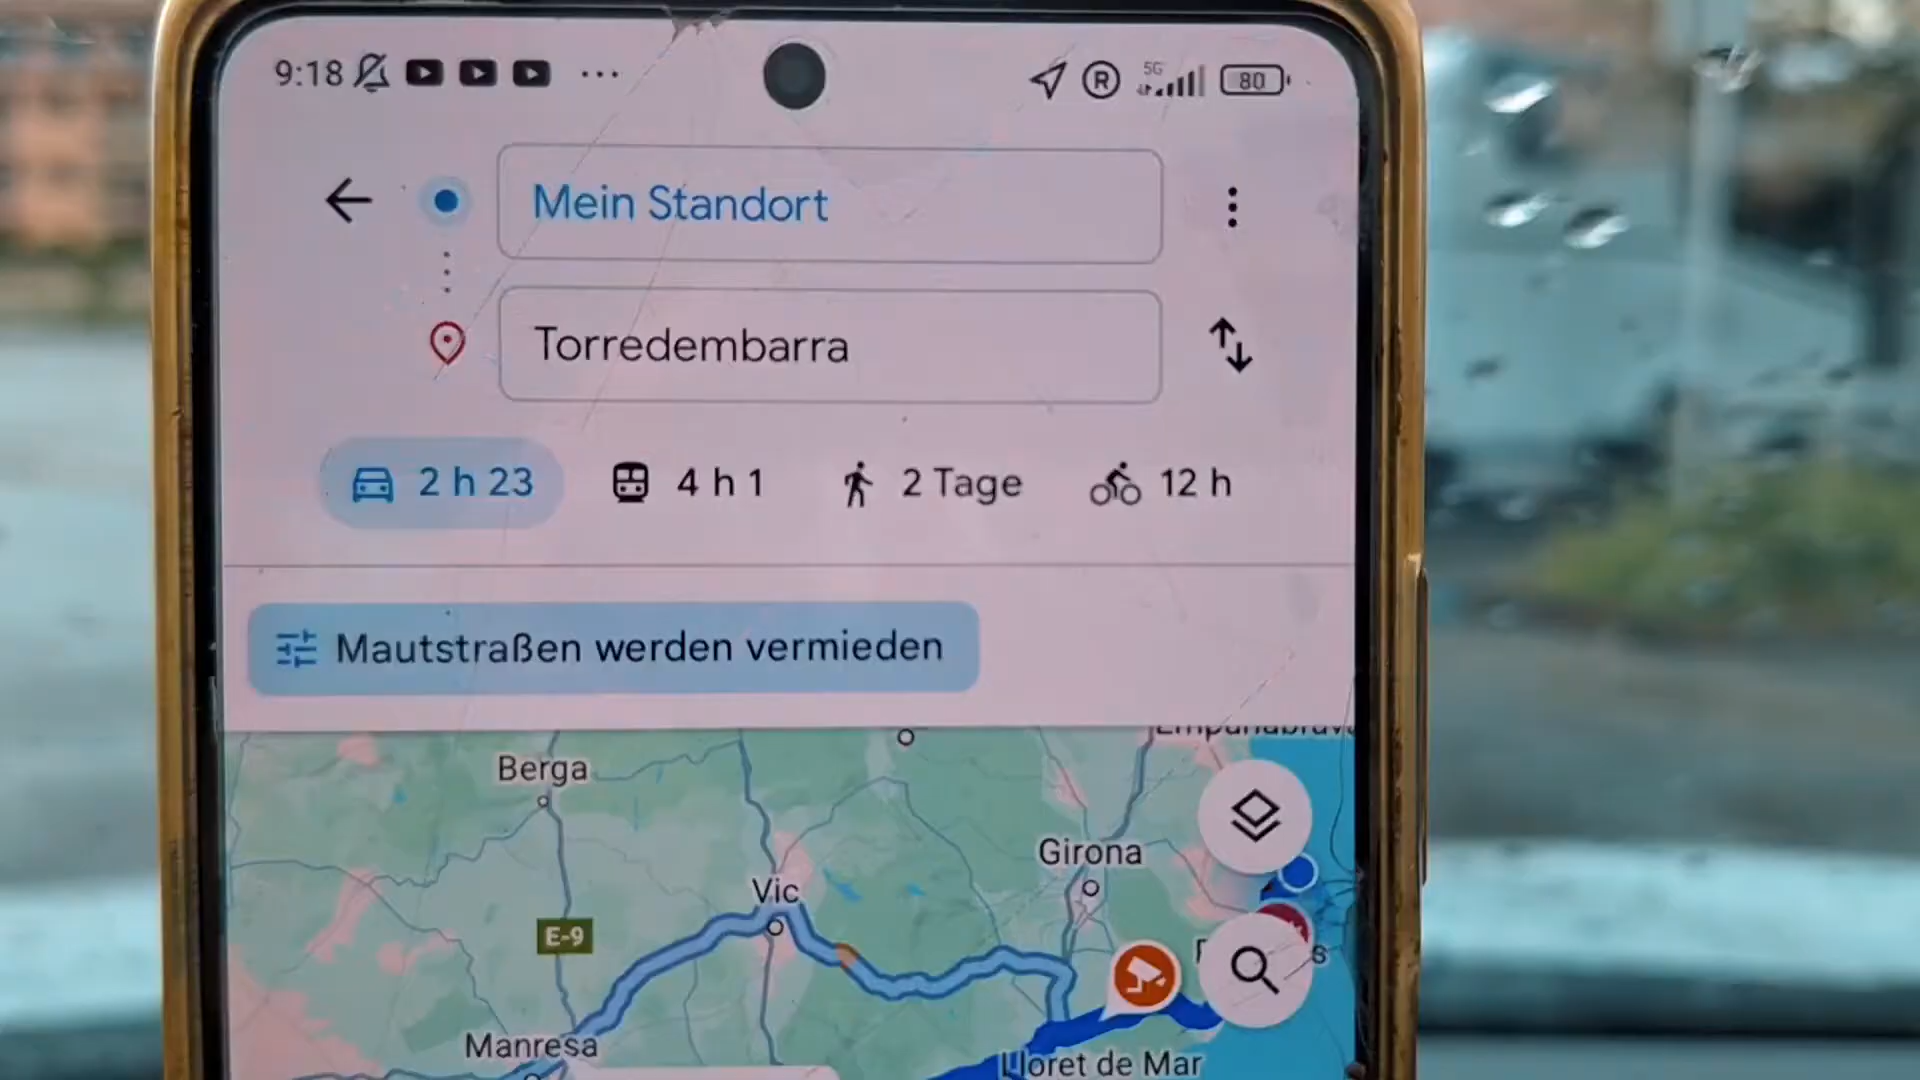 9:18
R
5G
80
Mein Standort
Torredembarra
2 h 23
4 h 1
2 Tage
12 h
Mautstraßen werden vermieden
Berga
Girona
Vic
E-9
Manresa
Lloret de Mar